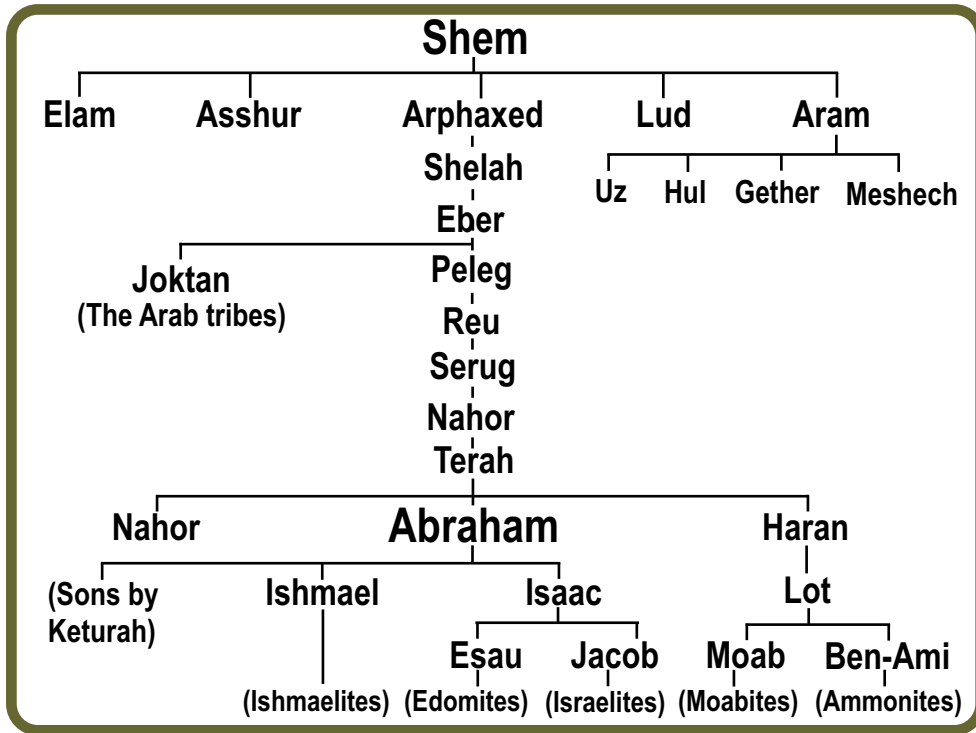 Shem
Elam Asshur Arphaxed Lud Aram
Shelah
Uz Hul Gether Meshech
Eber
Peleg
Joktan
(The Arab tribes)
Reu
Serug
Nahor
Terah
Nahor Abraham Haran
(Sons by
Keturah)
Ishmael Isaac Lot
Esau Jacob Moab Ben-Ami
(Ishmaelites) (Edomites) (Israelites) (Moabites) (Ammonites)